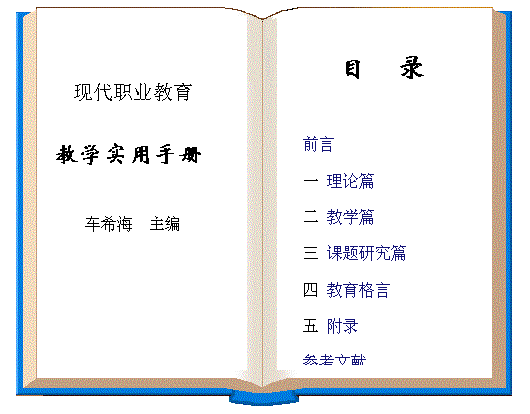 现代职业教育
教学实用手册
车希海 主编
目 录
前言
一 理论篇
二 教学篇
三 课题研究篇
四 教育格言
五 附录
参考文献